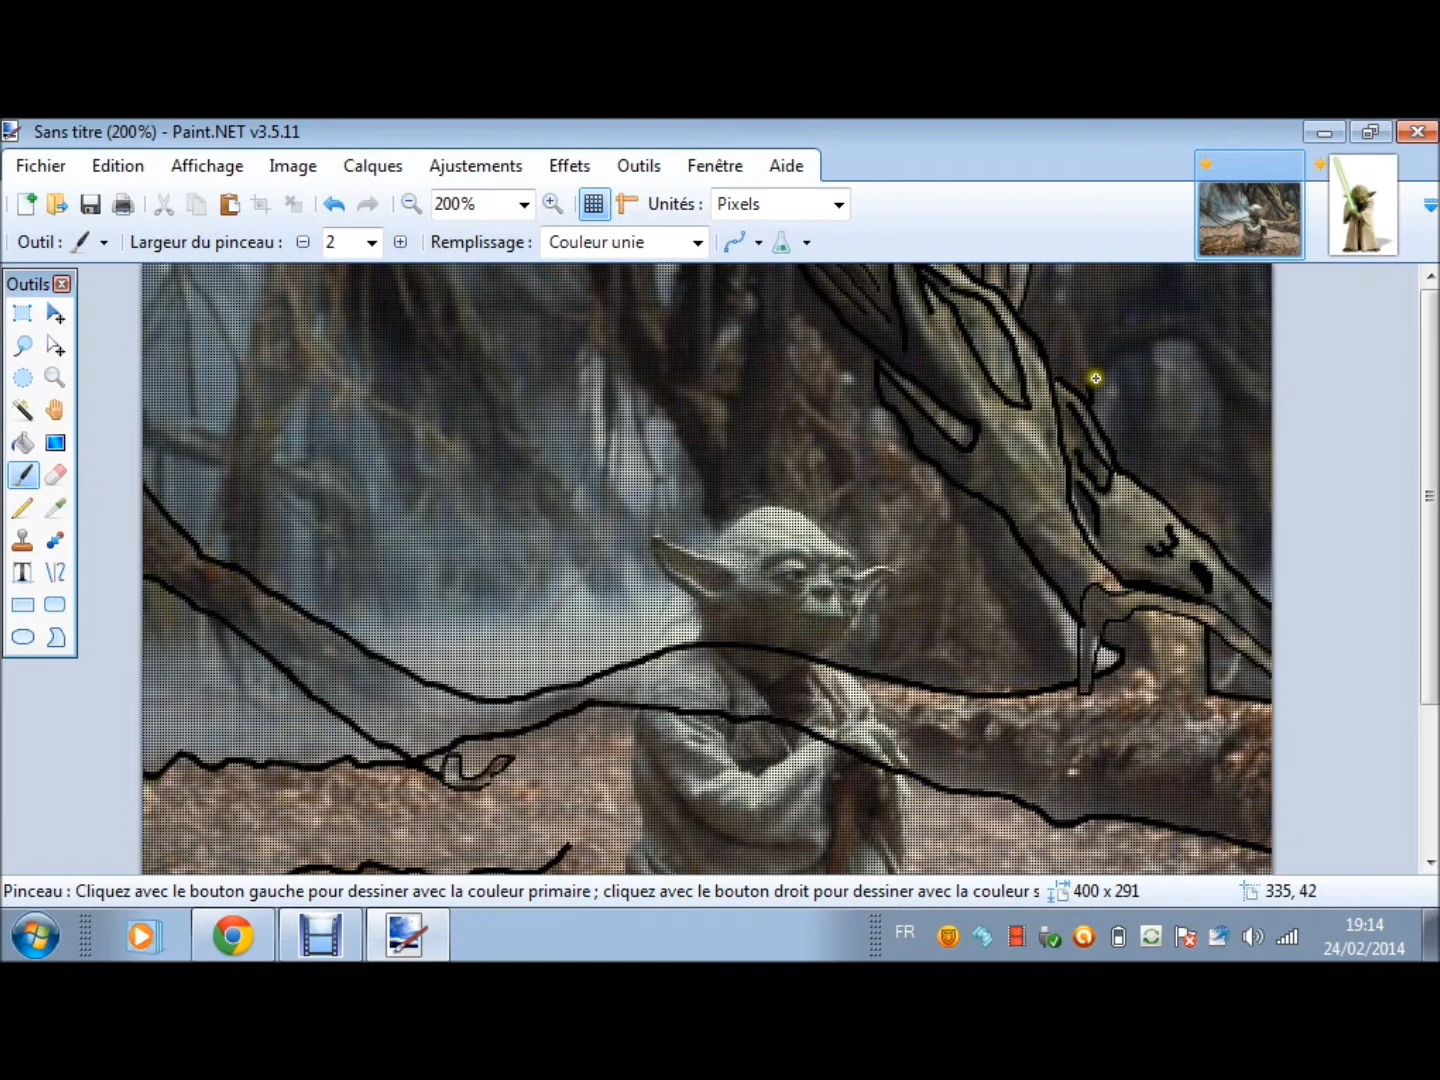 Sans titre (200%) - Paint.NET v3.5.11
Fichier Edition Affichage Image Calques Ajustements Effets Outils Fenêtre Aide
200% Unités : Pixels
Outil : Largeur du pinceau : 2 Remplissage : Couleur unie
Outils
Pinceau : Cliquez avec le bouton gauche pour dessiner avec la couleur primaire ; cliquez avec le bouton droit pour dessiner avec la couleur s 400 x 291 335, 42
FR 19:14
24/02/2014